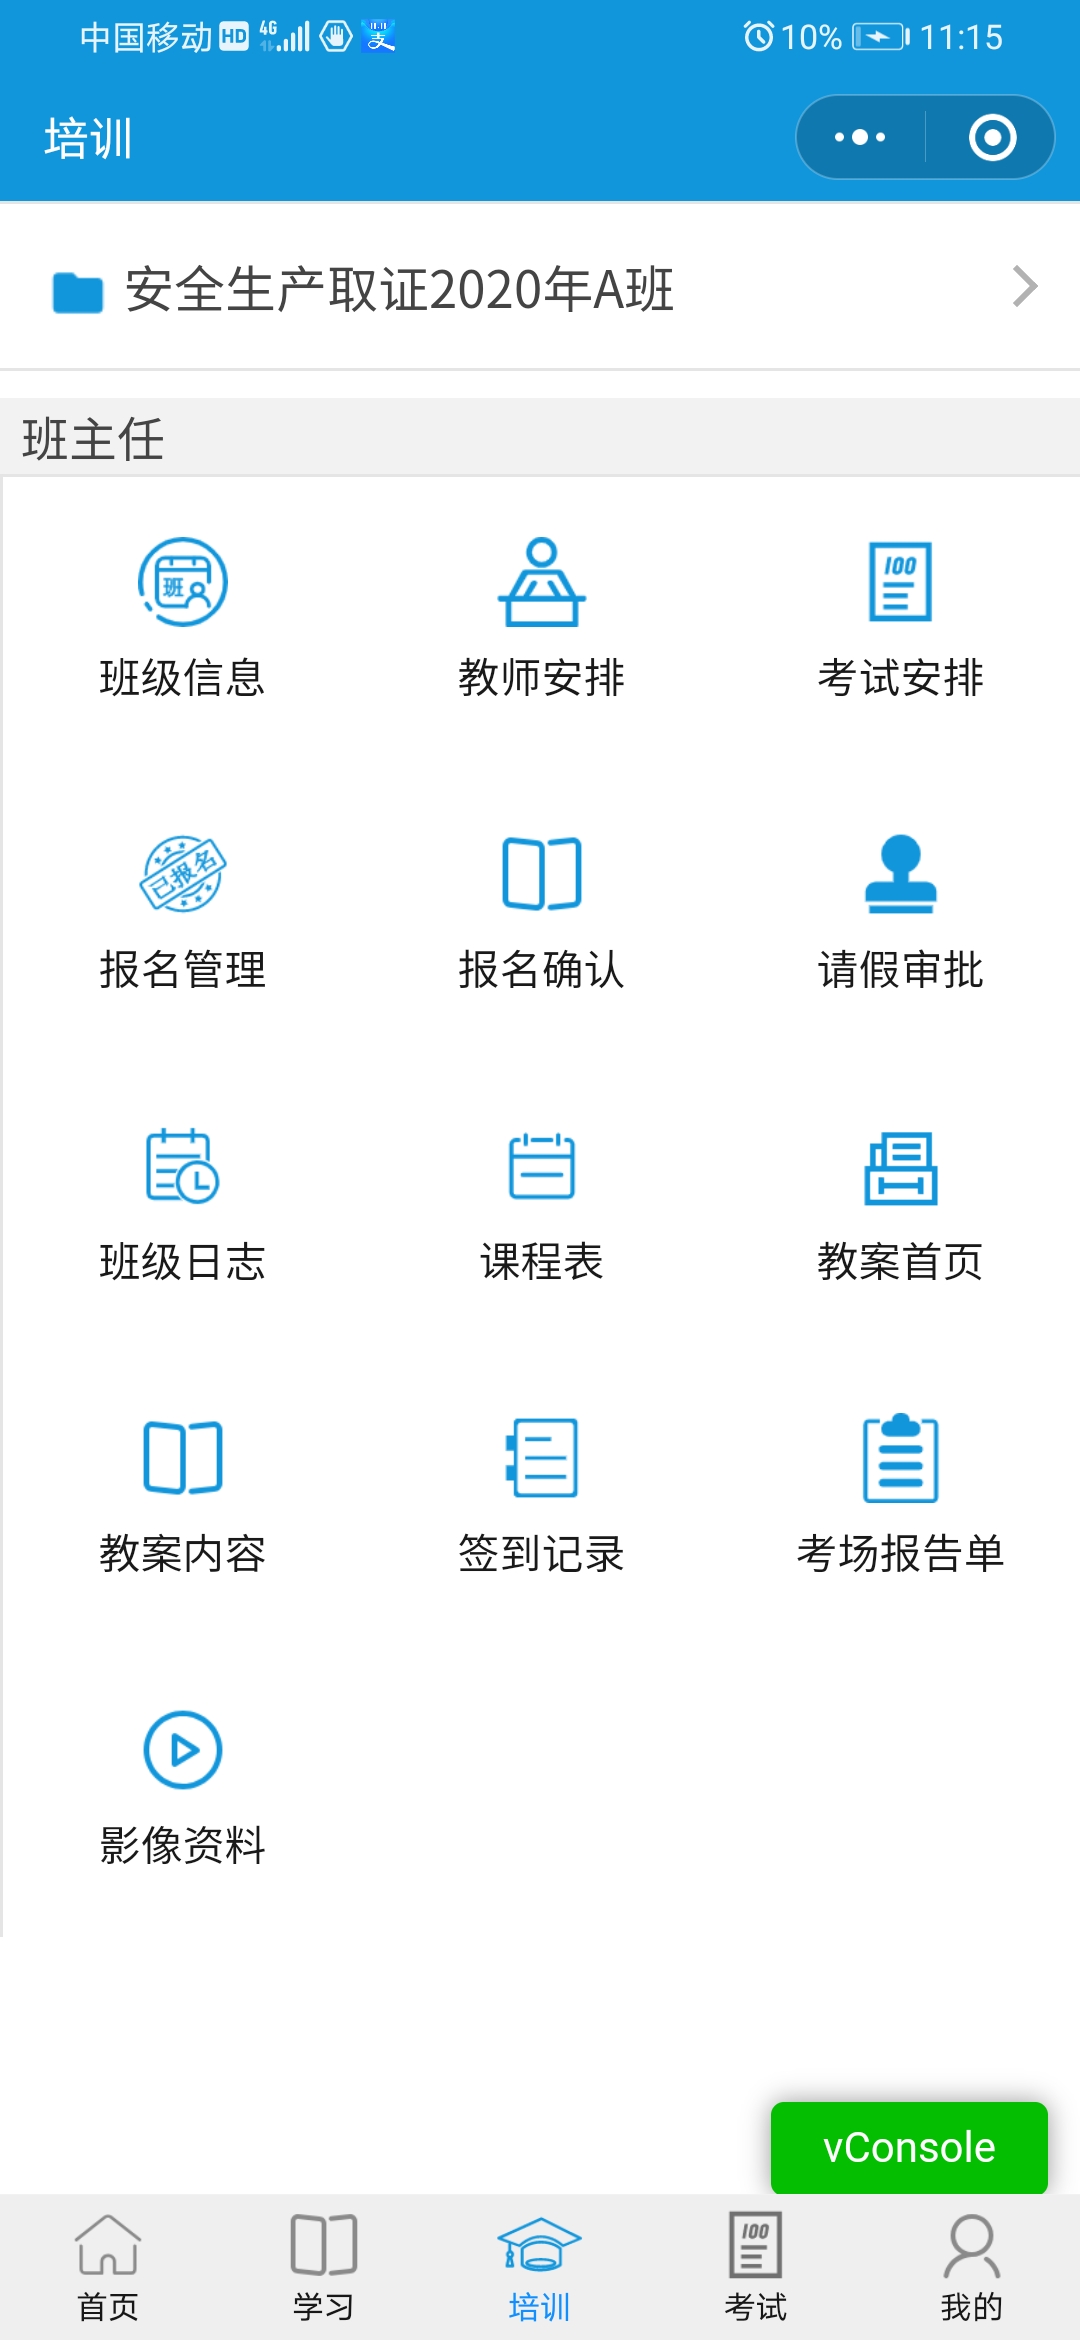 中国移动 HD 4G 支 10% 11:15
培训
安全生产取证2020年A班
班主任
班
100
班级信息 教师安排 考试安排
已报名
报名管理 报名确认 请假审批
班级日志 课程表 教案首页
教案内容 签到记录 考场报告单
影像资料
vConsole
100
首页 学习 培训 考试 我的